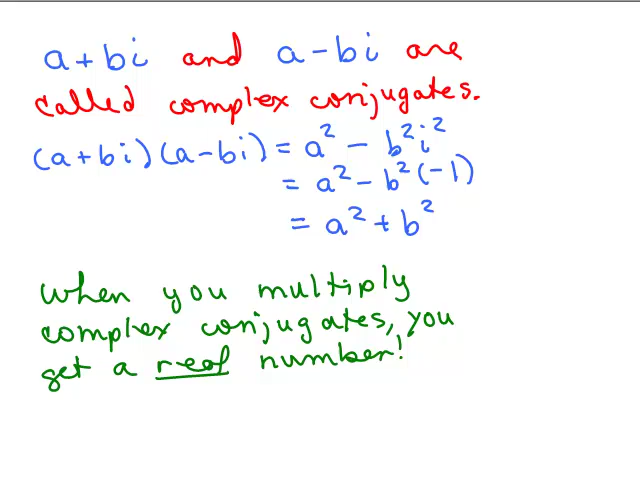 a + bi and a - bi are
called complex conjugates.
(a + bi)(a - bi) = a² - b²i²
= a² - b²(-1)
= a² + b²
When you multiply
complex conjugates, you
get a real number!